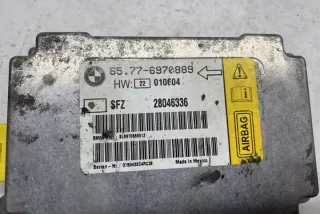 65.77-6970889
HW: 22 010604
SFZ 28046336
AIRBAG
Made in Mexico